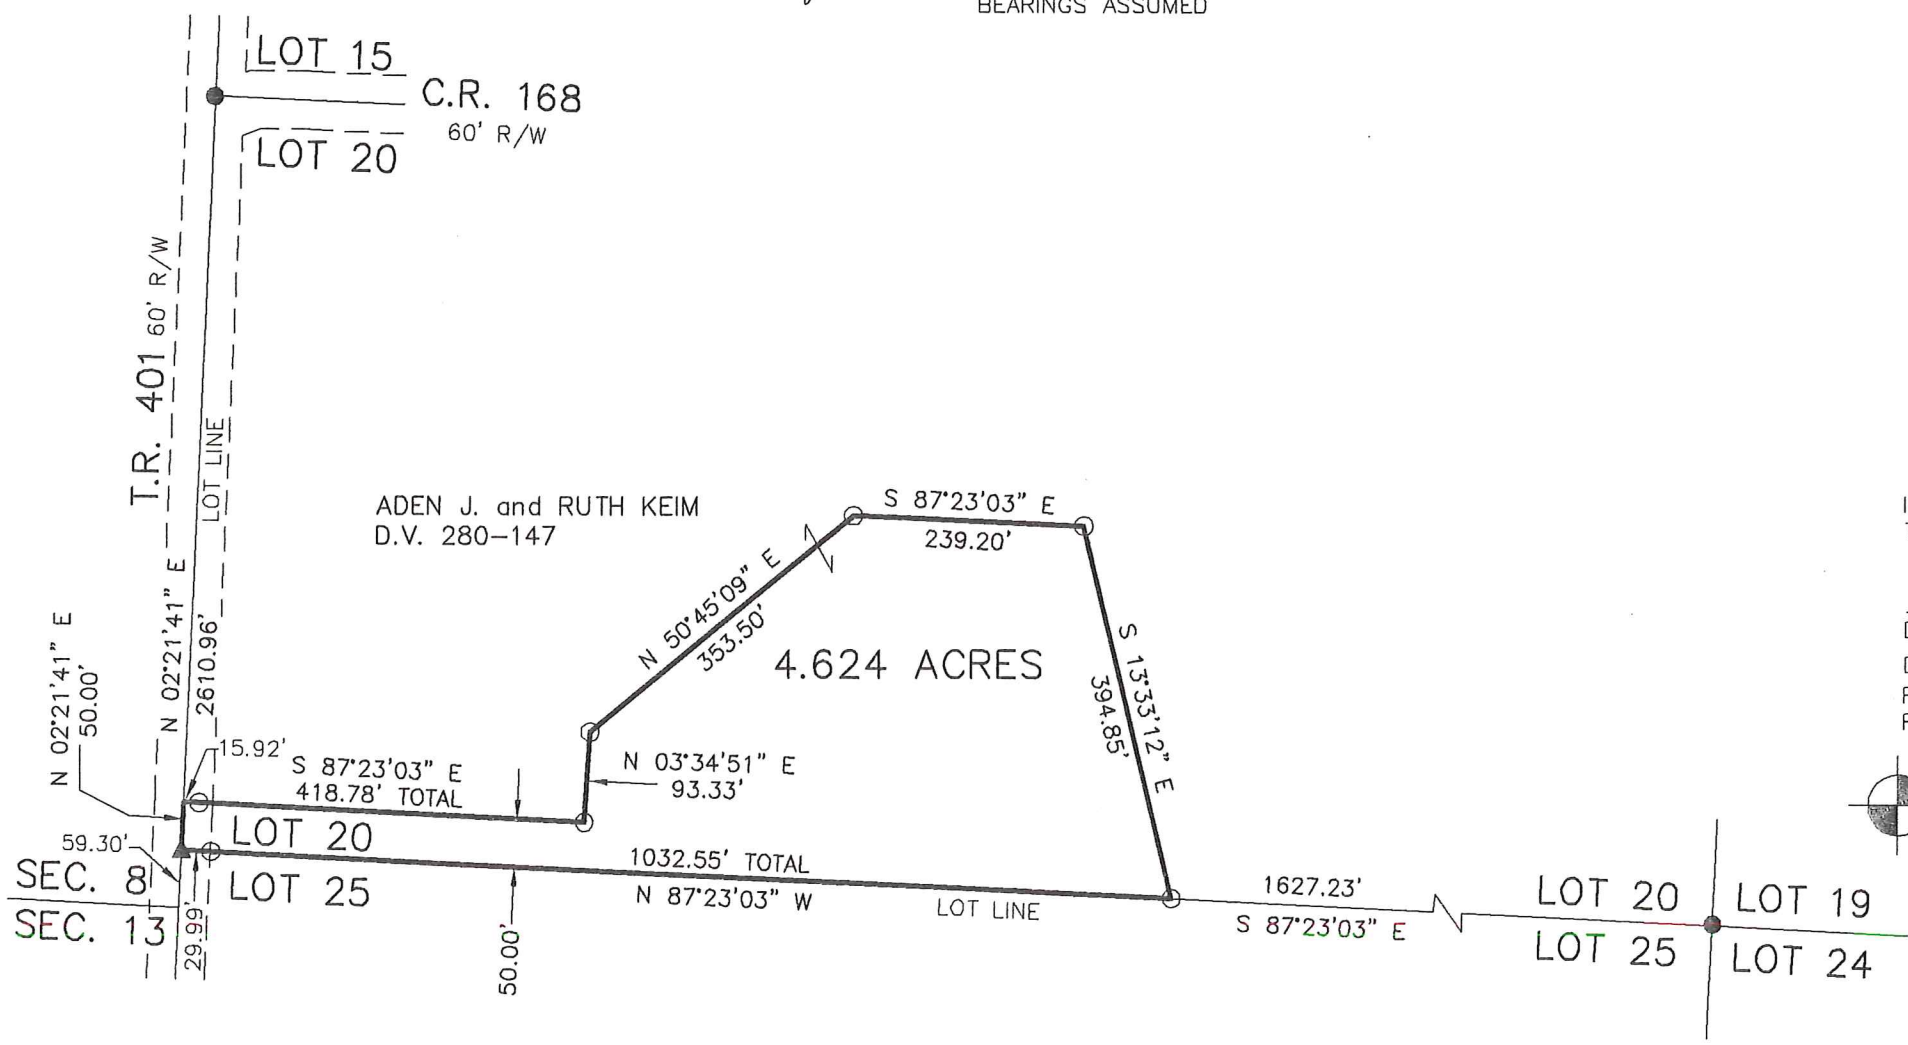 BEARINGS ASSUMED
LOT 15
C.R. 168
60' R/W
LOT 20
T.R. 401 60' R/W
LOT LINE
ADEN J. and RUTH KEIM
D.V. 280-147
S 87°23'03" E
239.20'
N 50°45'09" E
353.50'
4.624 ACRES
S 13°33'12" E
394.85'
N 02°21'41" E
50.00'
N 02°21'41" E
2610.96'
15.92'
S 87°23'03" E
418.78' TOTAL
N 03°34'51" E
93.33'
59.30'
LOT 20
1032.55' TOTAL
SEC. 8
LOT 25
N 87°23'03" W
LOT LINE
SEC. 13
29.99'
50.00'
1627.23'
S 87°23'03" E
LOT 20
LOT 19
LOT 25
LOT 24